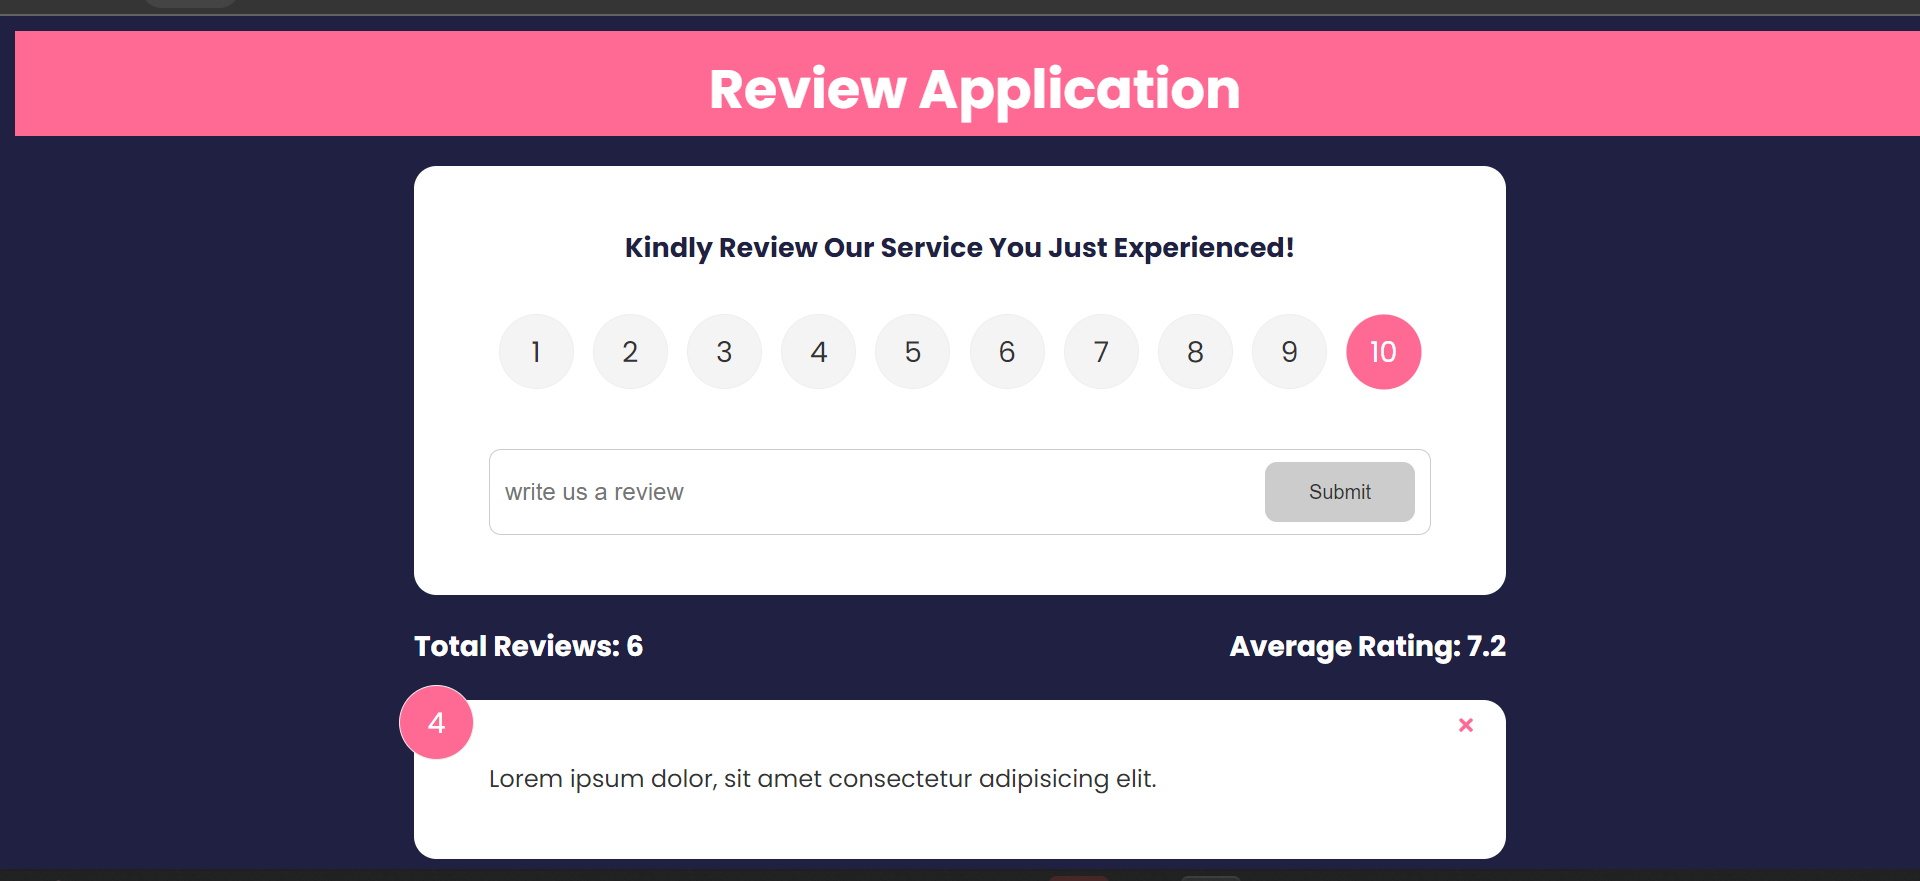 Review Application
Kindly Review Our Service You Just Experienced!
1 2 3 4 5 6 7 8 9 10
write us a review Submit
Total Reviews: 6 Average Rating: 7.2
4
Lorem ipsum dolor, sit amet consectetur adipisicing elit.